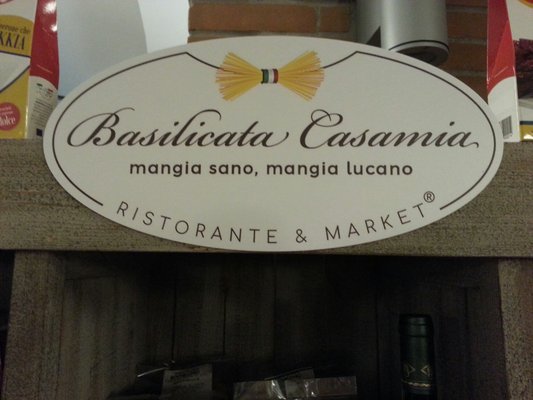 Basilicata Casamia
mangia sano, mangia lucano
RISTORANTE & MARKET®